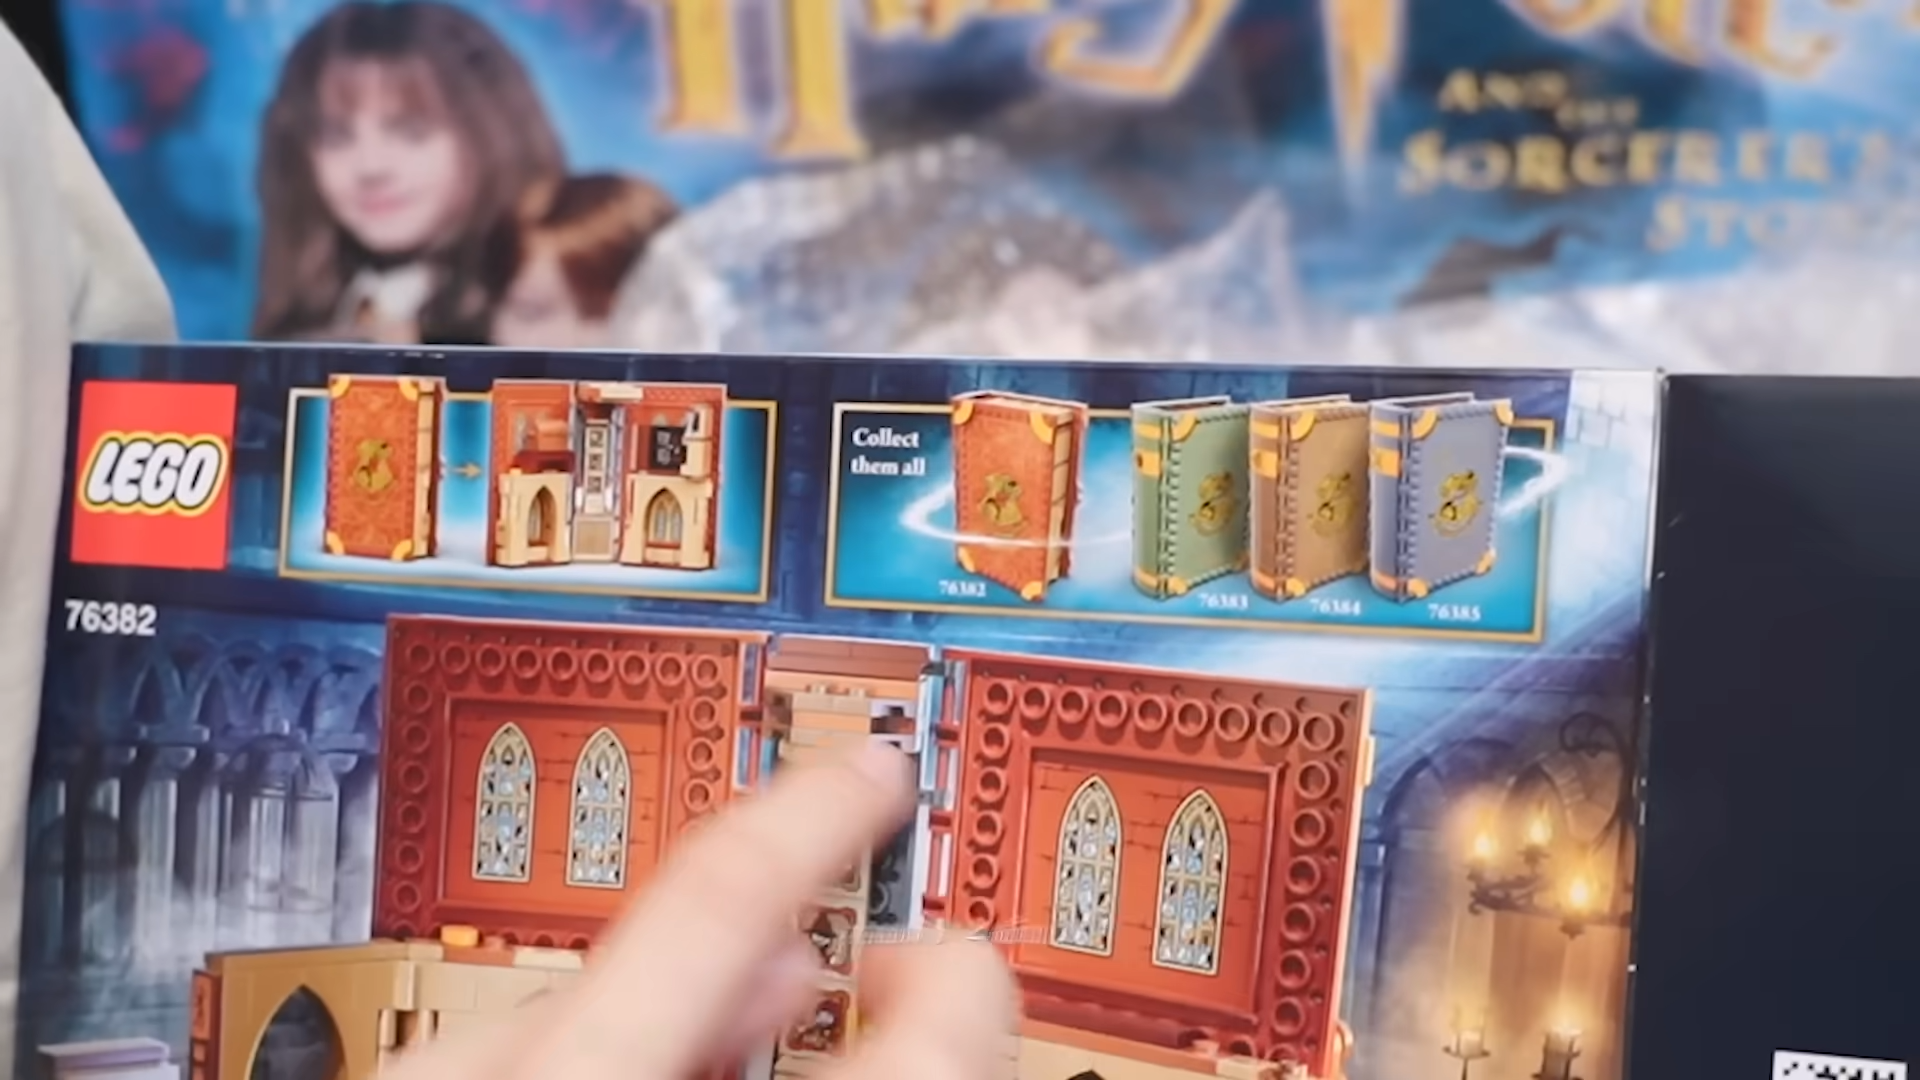 AND THE
SORCERER'S
LEGO
Collect
them all
76382
76383
76384
76385
76382